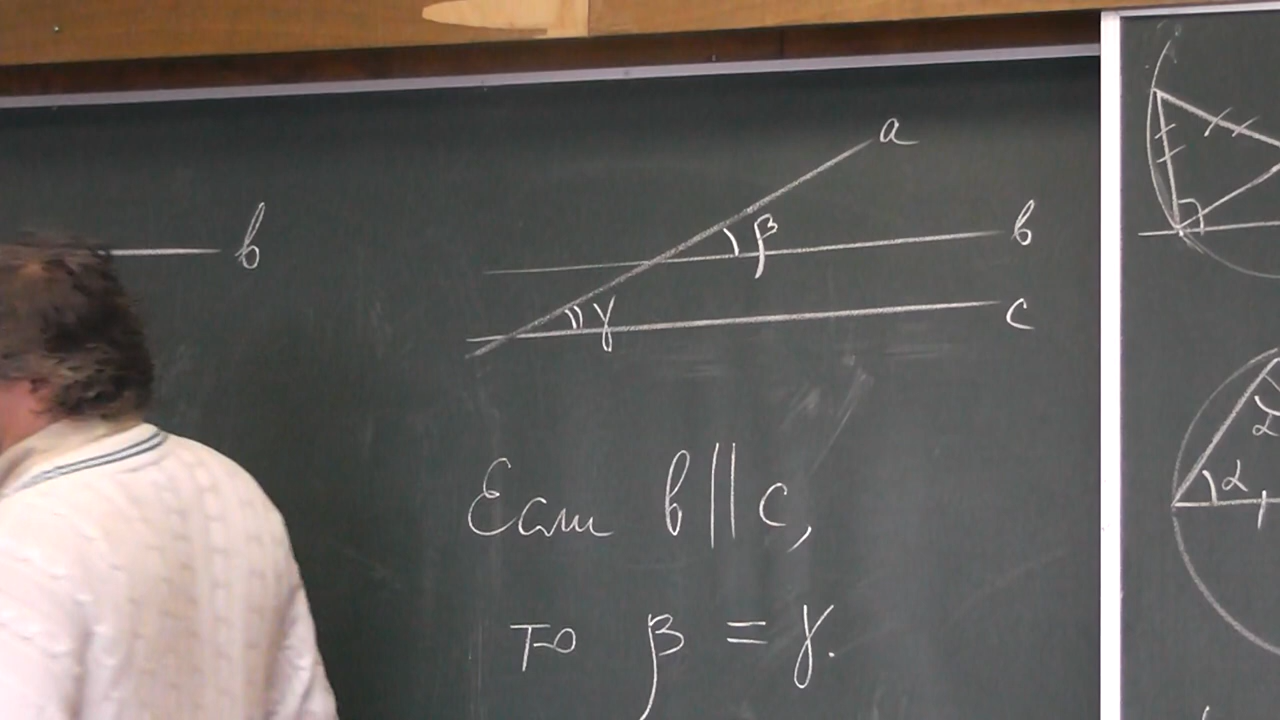 b
a
β
b
γ
c
Если b || c,
то β = γ.
α